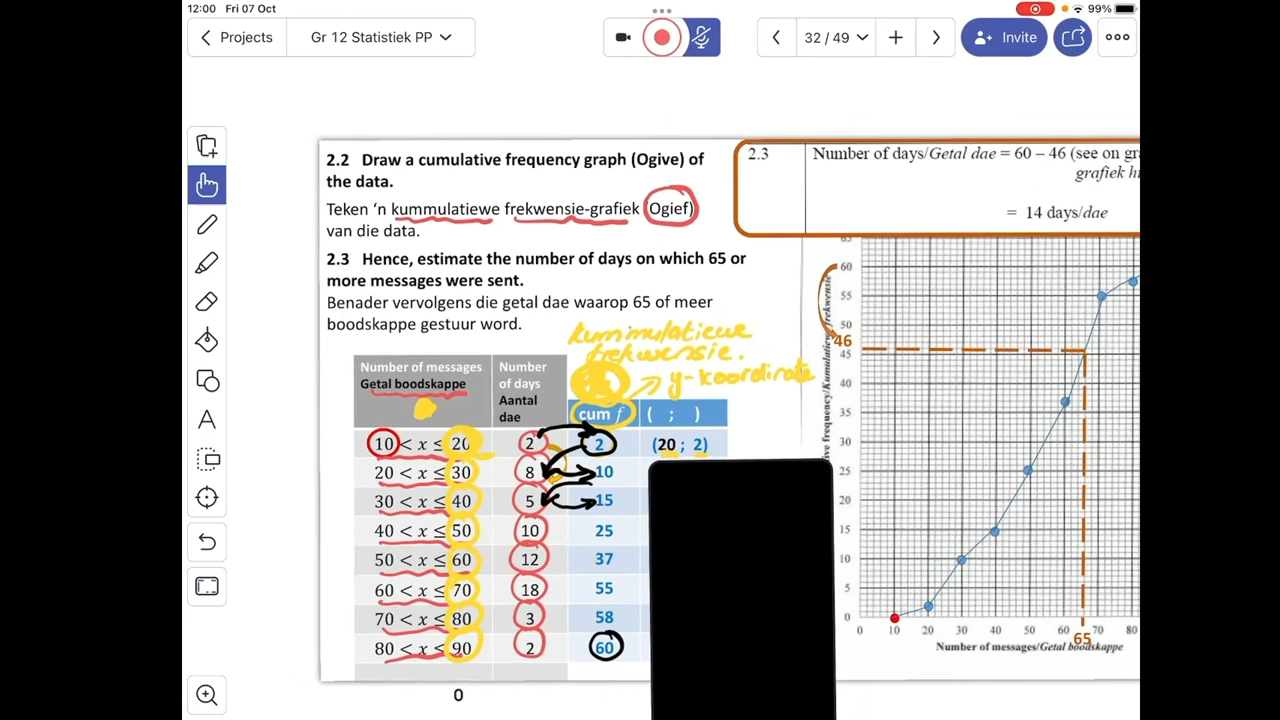 12:00 Fri 07 Oct
99%
Projects
Gr 12 Statistiek PP
32 / 49
Invite
2.2 Draw a cumulative frequency graph (Ogive) of
the data.
Teken 'n kummulatiewe frekwensie-grafiek (Ogief)
van die data.
2.3 Hence, estimate the number of days on which 65 or
more messages were sent.
Benader vervolgens die getal dae waarop 65 of meer
boodskappe gestuur word.
kummulatiewe
frekwensie.
y-koordinate
Number of messages
Getal boodskappe
Number
of days
Aantal
dae
cum f
( ; )
10 < x ≤ 20 2 2 (20 ; 2)
20 < x ≤ 30 8 10
30 < x ≤ 40 5 15
40 < x ≤ 50 10 25
50 < x ≤ 60 12 37
60 < x ≤ 70 18 55
70 < x ≤ 80 3 58
80 < x ≤ 90 2 60
0
2.3 Number of days/Getal dae = 60 – 46 (see on gr
grafiek
= 14 days/dae
60
55
50
46
45
40
35
30
25
20
15
10
5
0
0 10 20 30 40 50 60 65 70 80
frequency/Kumulatiewe frekwensie
Number of messages/Getal boodskappe
A